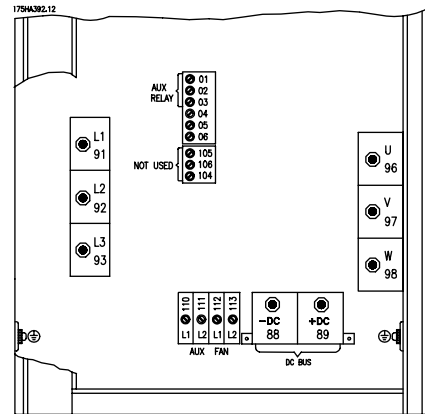 175HA392.12
AUX
RELAY
01
02
03
04
05
06
NOT USED
105
106
104
L1
91
L2
92
L3
93
U
96
V
97
W
98
110
111
112
113
L1
L2
L1
L2
AUX FAN
-DC
88
+DC
89
DC BUS